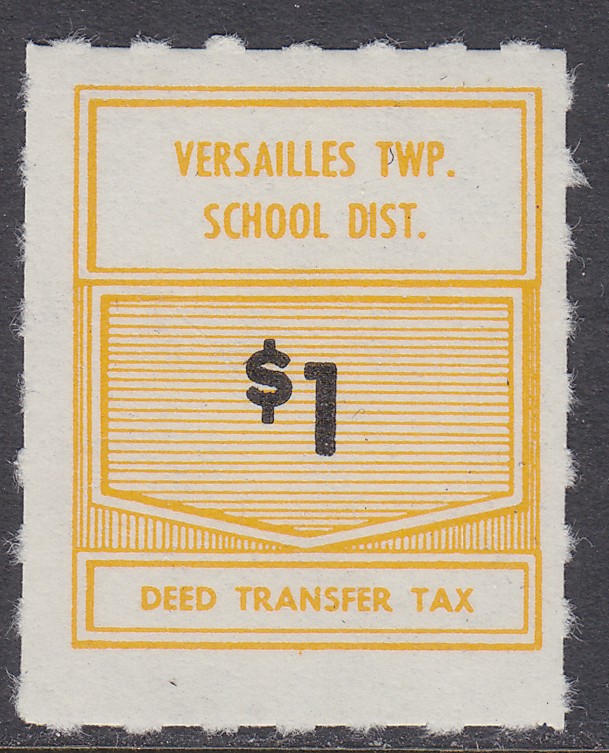 VERSAILLES TWP.
SCHOOL DIST.
$1
DEED TRANSFER TAX